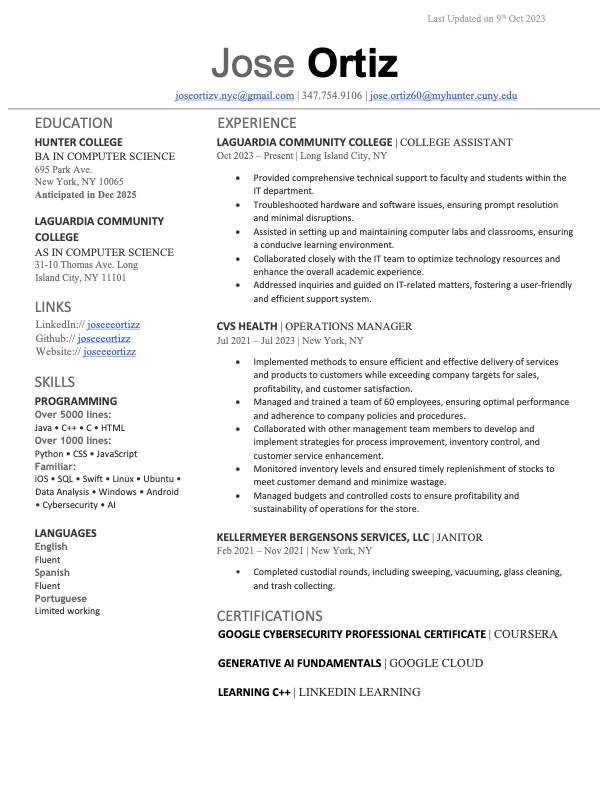 Last Updated on 9th Oct 2023
Jose Ortiz
joseortizv.nyc@gmail.com | 347.754.9106 | jose.ortiz60@myhunter.cuny.edu
EDUCATION
HUNTER COLLEGE
BA IN COMPUTER SCIENCE
695 Park Ave.
New York, NY 10065
Anticipated in Dec 2025
LAGUARDIA COMMUNITY
COLLEGE
AS IN COMPUTER SCIENCE
31-10 Thomas Ave. Long
Island City, NY 11101
LINKS
LinkedIn:// joseeeortizz
Github:// joseeeortizz
Website:// joseeeortizz
SKILLS
PROGRAMMING
Over 5000 lines:
Java • C++ • C • HTML
Over 1000 lines:
Python • CSS • JavaScript
Familiar:
iOS • SQL • Swift • Linux • Ubuntu •
Data Analysis • Windows • Android
• Cybersecurity • AI
LANGUAGES
English
Fluent
Spanish
Fluent
Portuguese
Limited working
EXPERIENCE
LAGUARDIA COMMUNITY COLLEGE | COLLEGE ASSISTANT
Oct 2023 – Present | Long Island City, NY
• Provided comprehensive technical support to faculty and students within the
IT department.
• Troubleshooted hardware and software issues, ensuring prompt resolution
and minimal disruptions.
• Assisted in setting up and maintaining computer labs and classrooms, ensuring
a conducive learning environment.
• Collaborated closely with the IT team to optimize technology resources and
enhance the overall academic experience.
• Addressed inquiries and guided on IT-related matters, fostering a user-friendly
and efficient support system.
CVS HEALTH | OPERATIONS MANAGER
Jul 2021 – Jul 2023 | New York, NY
• Implemented methods to ensure efficient and effective delivery of services
and products to customers while exceeding company targets for sales,
profitability, and customer satisfaction.
• Managed and trained a team of 60 employees, ensuring optimal performance
and adherence to company policies and procedures.
• Collaborated with other management team members to develop and
implement strategies for process improvement, inventory control, and
customer service enhancement.
• Monitored inventory levels and ensured timely replenishment of stocks to
meet customer demand and minimize wastage.
• Managed budgets and controlled costs to ensure profitability and
sustainability of operations for the store.
KELLERMEYER BERGENSONS SERVICES, LLC | JANITOR
Feb 2021 – Nov 2021 | New York, NY
• Completed custodial rounds, including sweeping, vacuuming, glass cleaning,
and trash collecting.
CERTIFICATIONS
GOOGLE CYBERSECURITY PROFESSIONAL CERTIFICATE | COURSERA
GENERATIVE AI FUNDAMENTALS | GOOGLE CLOUD
LEARNING C++ | LINKEDIN LEARNING